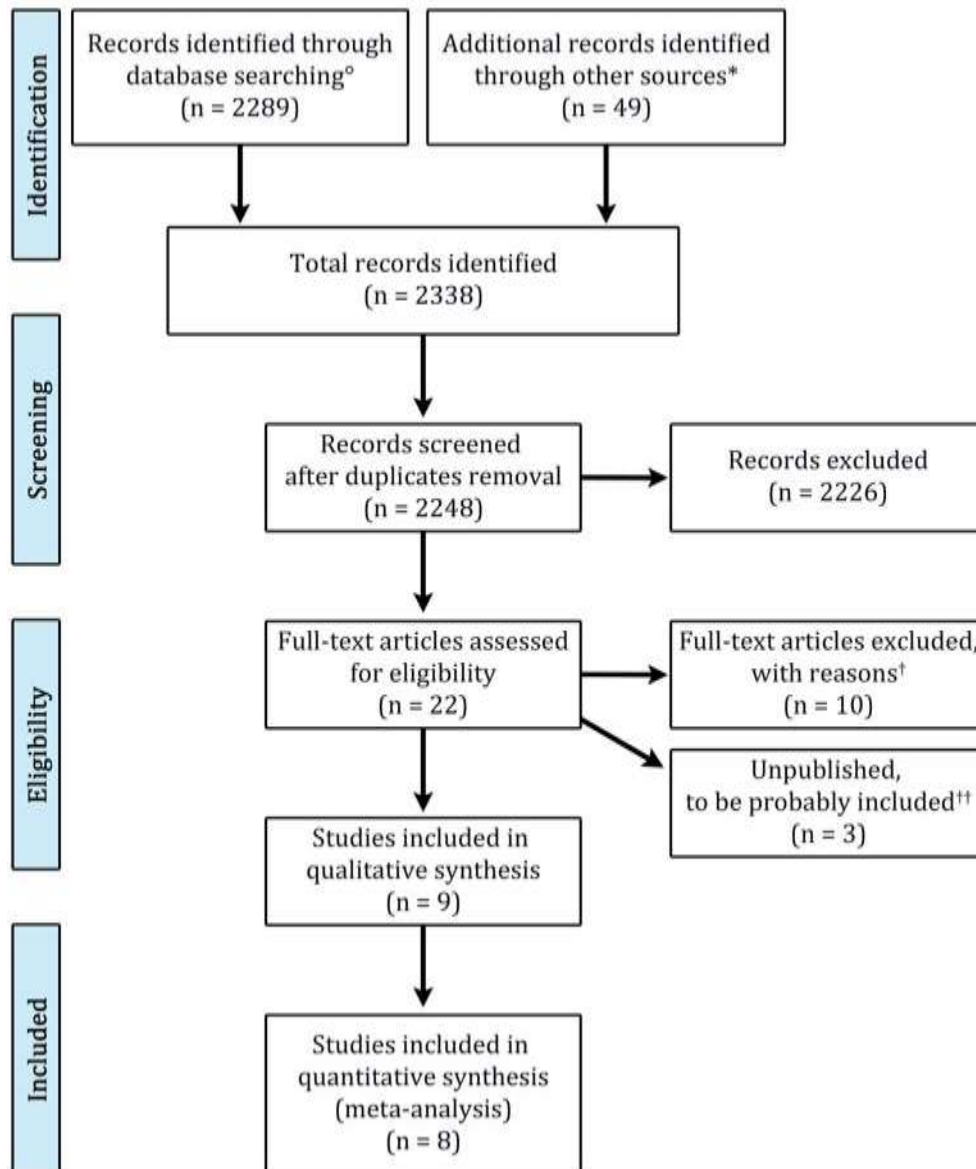 Identification
Records identified through
database searching°
(n = 2289)
Additional records identified
through other sources*
(n = 49)
Total records identified
(n = 2338)
Screening
Records screened
after duplicates removal
(n = 2248)
Records excluded
(n = 2226)
Eligibility
Full-text articles assessed
for eligibility
(n = 22)
Full-text articles excluded,
with reasons†
(n = 10)
Unpublished,
to be probably included††
(n = 3)
Studies included in
qualitative synthesis
(n = 9)
Included
Studies included in
quantitative synthesis
(meta-analysis)
(n = 8)